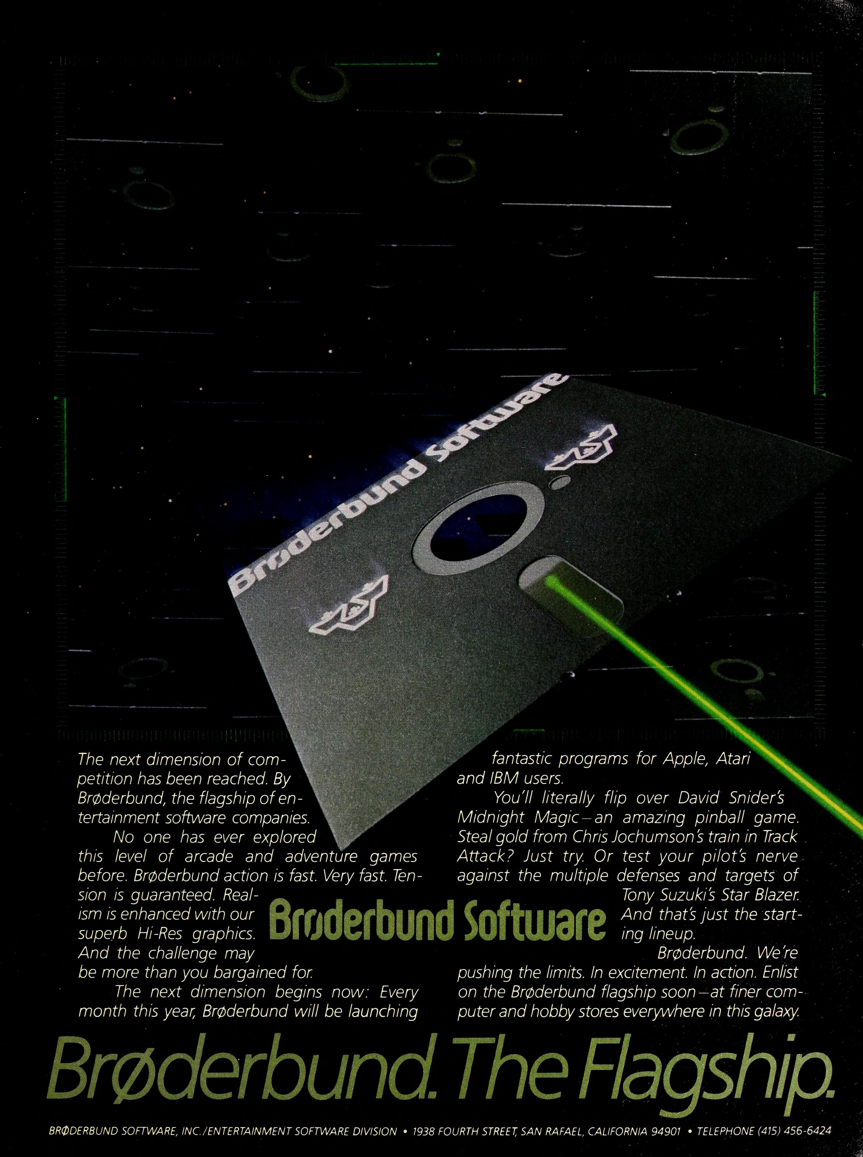 Brøderbund Software
The next dimension of com-
petition has been reached. By
Brøderbund, the flagship of en-
tertainment software companies.
No one has ever explored
this level of arcade and adventure games
before. Brøderbund action is fast. Very fast. Ten-
sion is guaranteed. Real-
ism is enhanced with our
superb Hi-Res graphics.
And the challenge may
be more than you bargained for.
The next dimension begins now: Every
month this year, Brøderbund will be launching
fantastic programs for Apple, Atari
and IBM users.
You'll literally flip over David Snider's
Midnight Magic—an amazing pinball game.
Steal gold from Chris Jochumson's train in Track
Attack? Just try. Or test your pilot's nerve
against the multiple defenses and targets of
Tony Suzuki's Star Blazer.
And that's just the start-
ing lineup.
Brøderbund. We're
pushing the limits. In excitement. In action. Enlist
on the Brøderbund flagship soon—at finer com-
puter and hobby stores everywhere in this galaxy.
Brøderbund Software
Brøderbund. The Flagship.
BRØDERBUND SOFTWARE, INC./ENTERTAINMENT SOFTWARE DIVISION • 1938 FOURTH STREET, SAN RAFAEL, CALIFORNIA 94901 • TELEPHONE (415) 456-6424